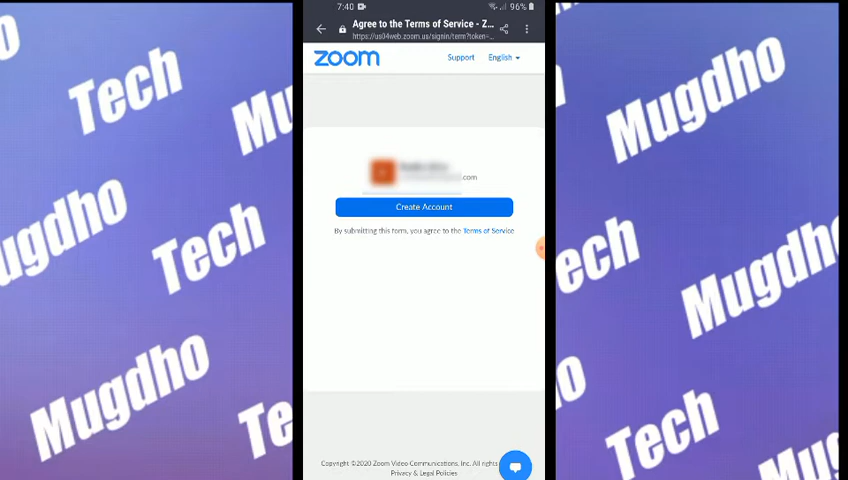 7:40
96%
Agree to the Terms of Service - Z...
https://us04web.zoom.us/signin/term?token=...
zoom
Support
English
.com
Create Account
By submitting this form, you agree to the Terms of Service
Copyright ©2020 Zoom Video Communications, Inc. All rights
Privacy & Legal Policies
Tech
Mugdho
Tech
Mugdho
Tech
Mugdho
Mugdho
Tech
Mugdho
Tech